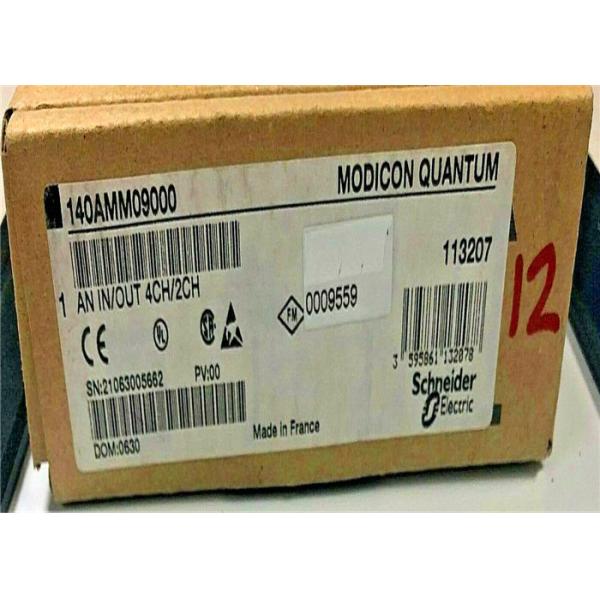 140AMM09000
MODICON QUANTUM
113207
1 AN IN/OUT 4CH/2CH
FM 0009559
CE UL
SN:21063005662 PV:00
3 595861 132078
Schneider
Electric
DOM:0630
Made in France
12